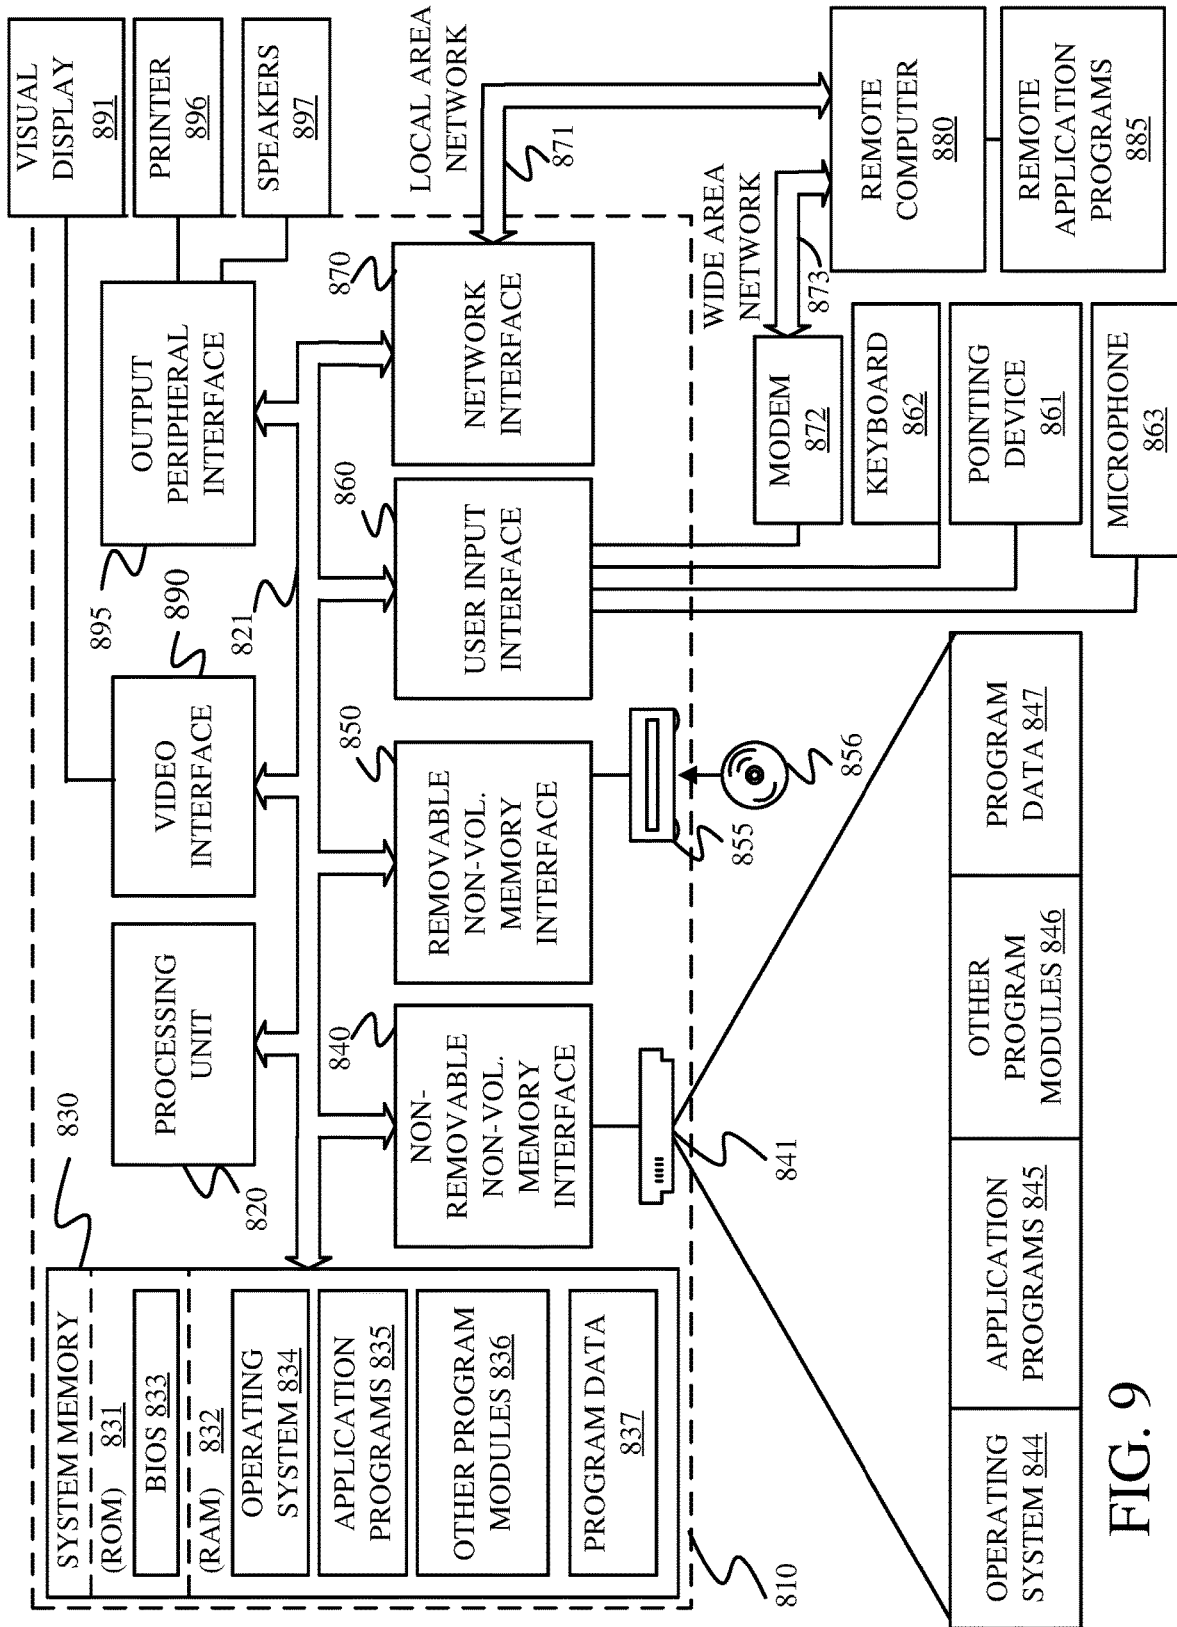 SYSTEM MEMORY
(ROM) 831
BIOS 833
(RAM) 832
OPERATING
SYSTEM 834
APPLICATION
PROGRAMS 835
OTHER PROGRAM
MODULES 836
PROGRAM DATA
837
810
830
PROCESSING
UNIT
820
VIDEO
INTERFACE
890
OUTPUT
PERIPHERAL
INTERFACE
895
821
VISUAL
DISPLAY
891
PRINTER
896
SPEAKERS
897
NON-
REMOVABLE
NON-VOL.
MEMORY
INTERFACE
840
REMOVABLE
NON-VOL.
MEMORY
INTERFACE
850
USER INPUT
INTERFACE
860
NETWORK
INTERFACE
870
LOCAL AREA
NETWORK
871
841
855
856
WIDE AREA
NETWORK
873
MODEM
872
KEYBOARD
862
POINTING
DEVICE
861
MICROPHONE
863
REMOTE
COMPUTER
880
REMOTE
APPLICATION
PROGRAMS
885
OPERATING
SYSTEM 844
APPLICATION
PROGRAMS 845
OTHER
PROGRAM
MODULES 846
PROGRAM
DATA 847
FIG. 9